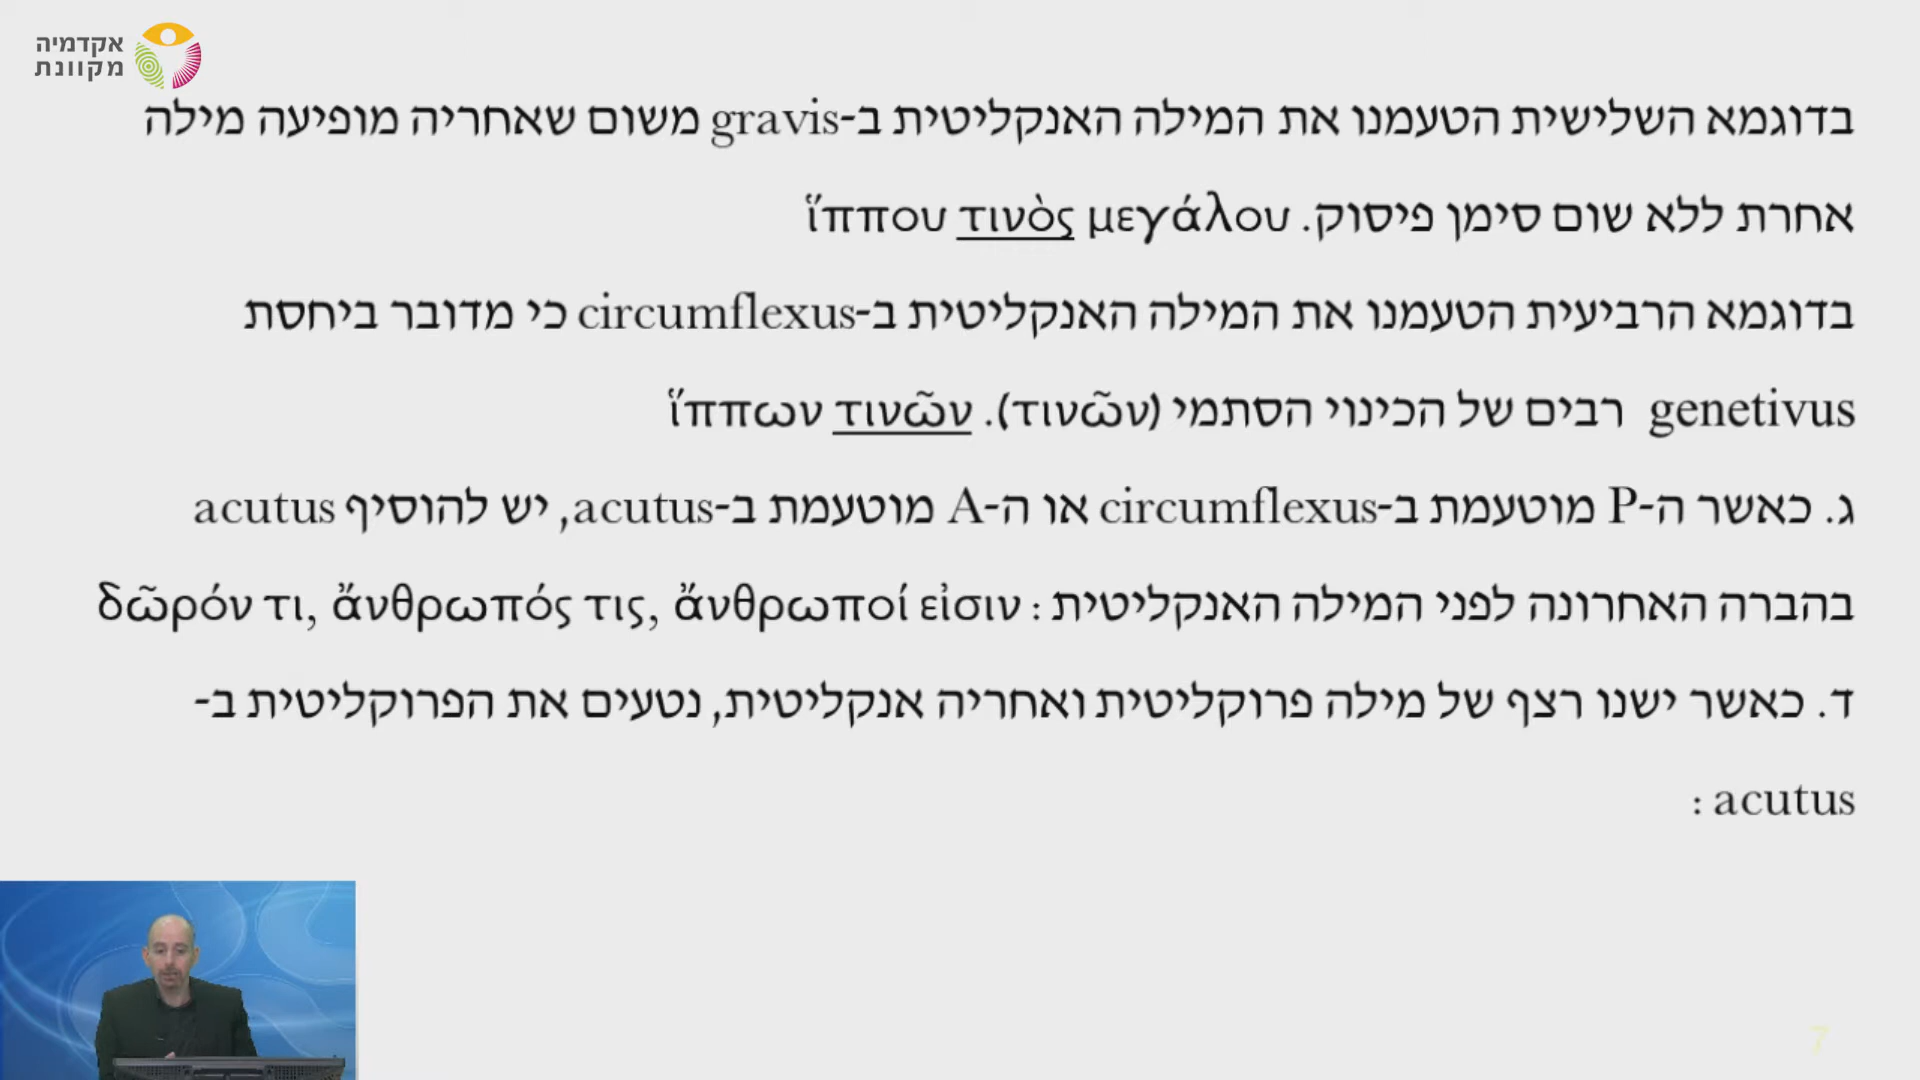 אקדמיה
מקוונת
בדוגמא השלישית הטעמנו את המילה האנקליטית ב-gravis משום שאחריה מופיעה מילה
אחרת ללא שום סימן פיסוק. ἵππου τινὸς μεγάλου
בדוגמא הרביעית הטעמנו את המילה האנקליטית ב-circumflexus כי מדובר ביחסת
genetivus רבים של הכינוי הסתמי (τινῶν). ἵππων τινῶν
ג. כאשר ה-P מוטעמת ב-circumflexus או ה-A מוטעמת ב-acutus, יש להוסיף acutus
בהברה האחרונה לפני המילה האנקליטית : δῶρόν τι, ἄνθρωπός τις, ἄνθρωποί εἰσιν
ד. כאשר ישנו רצף של מילה פרוקליטית ואחריה אנקליטית, נטעים את הפרוקליטית ב-
acutus :
7